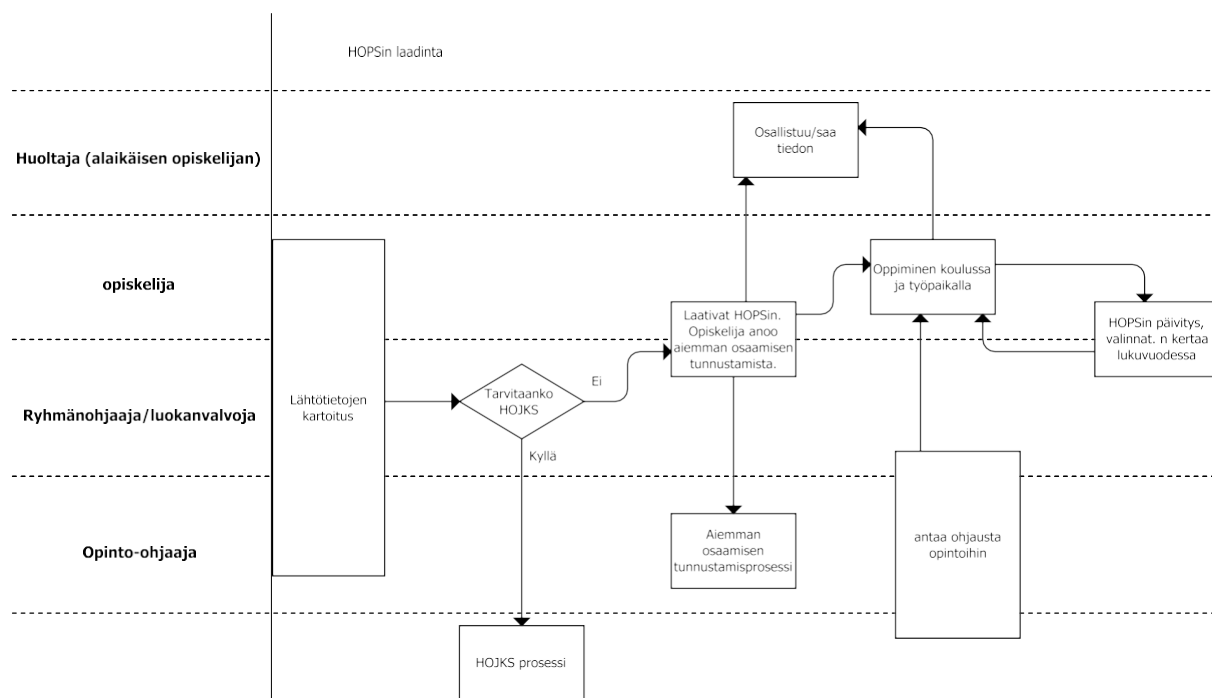 HOPSin laadinta
Huoltaja (alaikäisen opiskelijan)
Osallistuu/saa
tiedon
opiskelija
Oppiminen koulussa
ja työpaikalla
Laativat HOPSin.
Opiskelija anoo
aiemman osaamisen
tunnustamista.
HOPSin päivitys,
valinnat. n kertaa
lukuvuodessa
Ryhmänohjaaja/luokanvalvoja
Lähtötietojen
kartoitus
Tarvitaanko
HOJKS
Ei
Kyllä
Opinto-ohjaaja
Aiemman
osaamisen
tunnustamisprosessi
antaa ohjausta
opintoihin
HOJKS prosessi